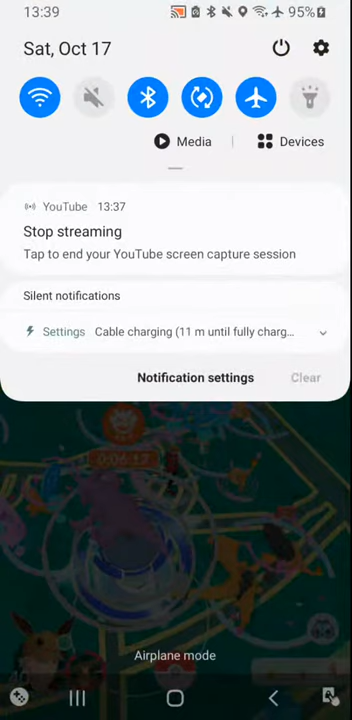 13:39
95%
Sat, Oct 17
Media
Devices
YouTube 13:37
Stop streaming
Tap to end your YouTube screen capture session
Silent notifications
Settings Cable charging (11 m until fully charg...
Notification settings
Clear
Airplane mode